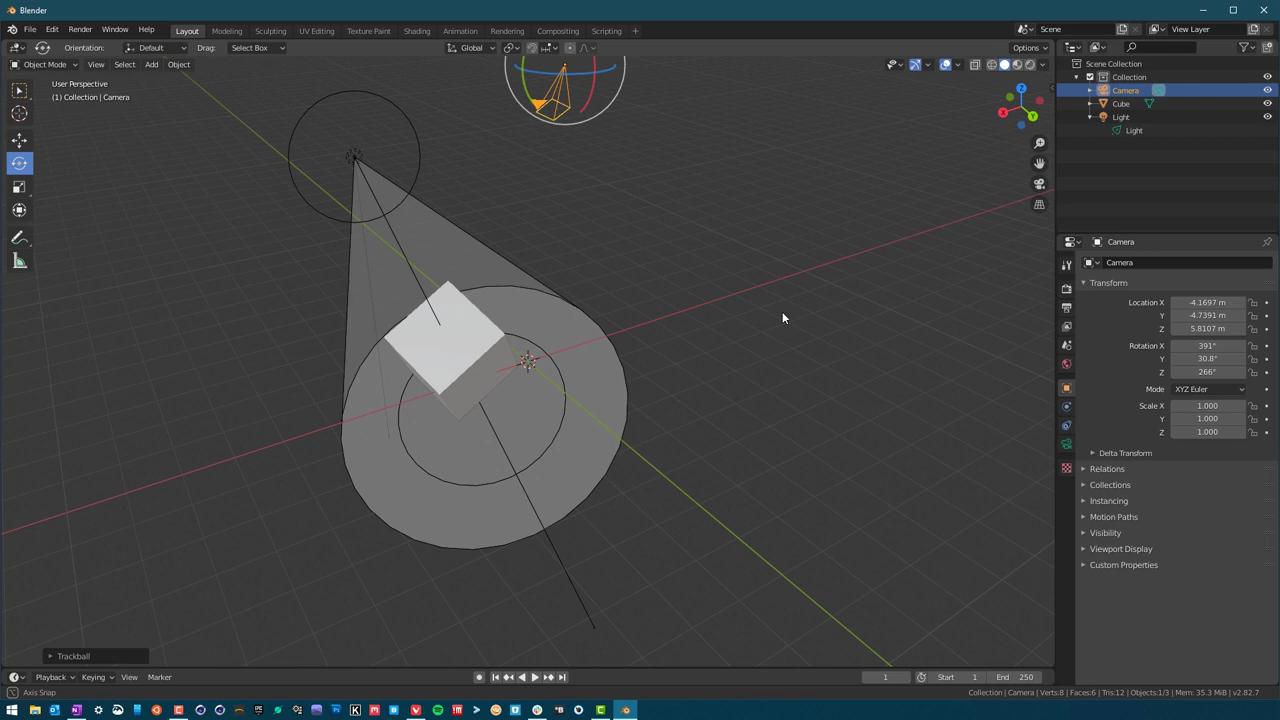 Blender
File Edit Render Window Help Layout Modeling Sculpting UV Editing Texture Paint Shading Animation Rendering Compositing Scripting + Scene View Layer
Orientation: Default Drag: Select Box Global Options
Object Mode View Select Add Object
User Perspective
(1) Collection | Camera
Z
X
Y
Trackball
Scene Collection
Collection
Camera
Cube
Light
Light
Camera
Camera
Transform
Location X -4.1697 m
Y -4.7391 m
Z 5.8107 m
Rotation X 391°
Y 30.8°
Z 266°
Mode XYZ Euler
Scale X 1.000
Y 1.000
Z 1.000
Delta Transform
Relations
Collections
Instancing
Motion Paths
Visibility
Viewport Display
Custom Properties
Playback Keying View Marker 1 Start 1 End 250
Axis Snap
Collection | Camera | Verts:8 | Faces:6 | Tris:12 | Objects:1/3 | Mem: 35.3 MiB | v2.82.7